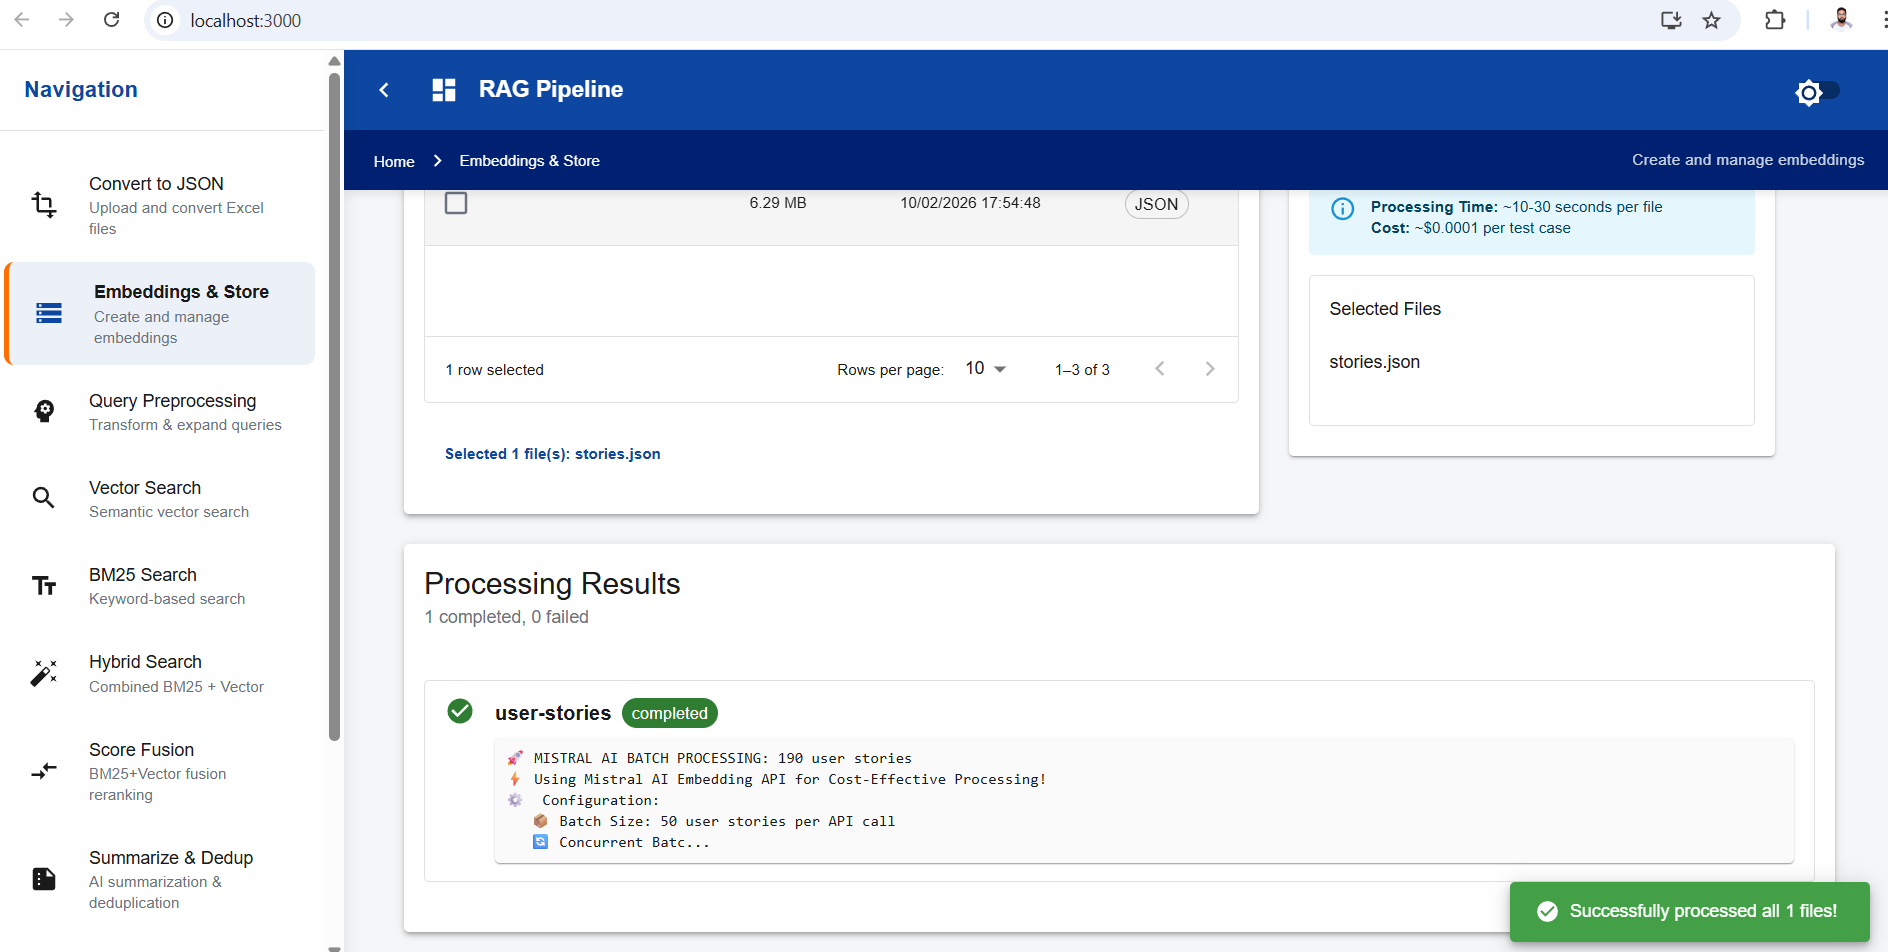 localhost:3000
Navigation
Convert to JSON
Upload and convert Excel
files
Embeddings & Store
Create and manage
embeddings
Query Preprocessing
Transform & expand queries
Vector Search
Semantic vector search
BM25 Search
Keyword-based search
Hybrid Search
Combined BM25 + Vector
Score Fusion
BM25+Vector fusion
reranking
Summarize & Dedup
AI summarization &
deduplication
RAG Pipeline
Home
Embeddings & Store
Create and manage embeddings
6.29 MB
10/02/2026 17:54:48
JSON
1 row selected
Rows per page:
10
1–3 of 3
Selected 1 file(s): stories.json
Processing Time: ~10-30 seconds per file
Cost: ~$0.0001 per test case
Selected Files
stories.json
Processing Results
1 completed, 0 failed
user-stories
completed
🚀 MISTRAL AI BATCH PROCESSING: 190 user stories
⚡ Using Mistral AI Embedding API for Cost-Effective Processing!
⚙️ Configuration:
📦 Batch Size: 50 user stories per API call
🔄 Concurrent Batc...
Successfully processed all 1 files!